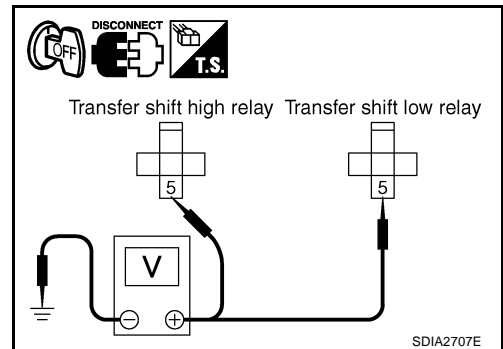 DISCONNECT
OFF
T.S.
Transfer shift high relay Transfer shift low relay
5 5
V
− +
SDIA2707E